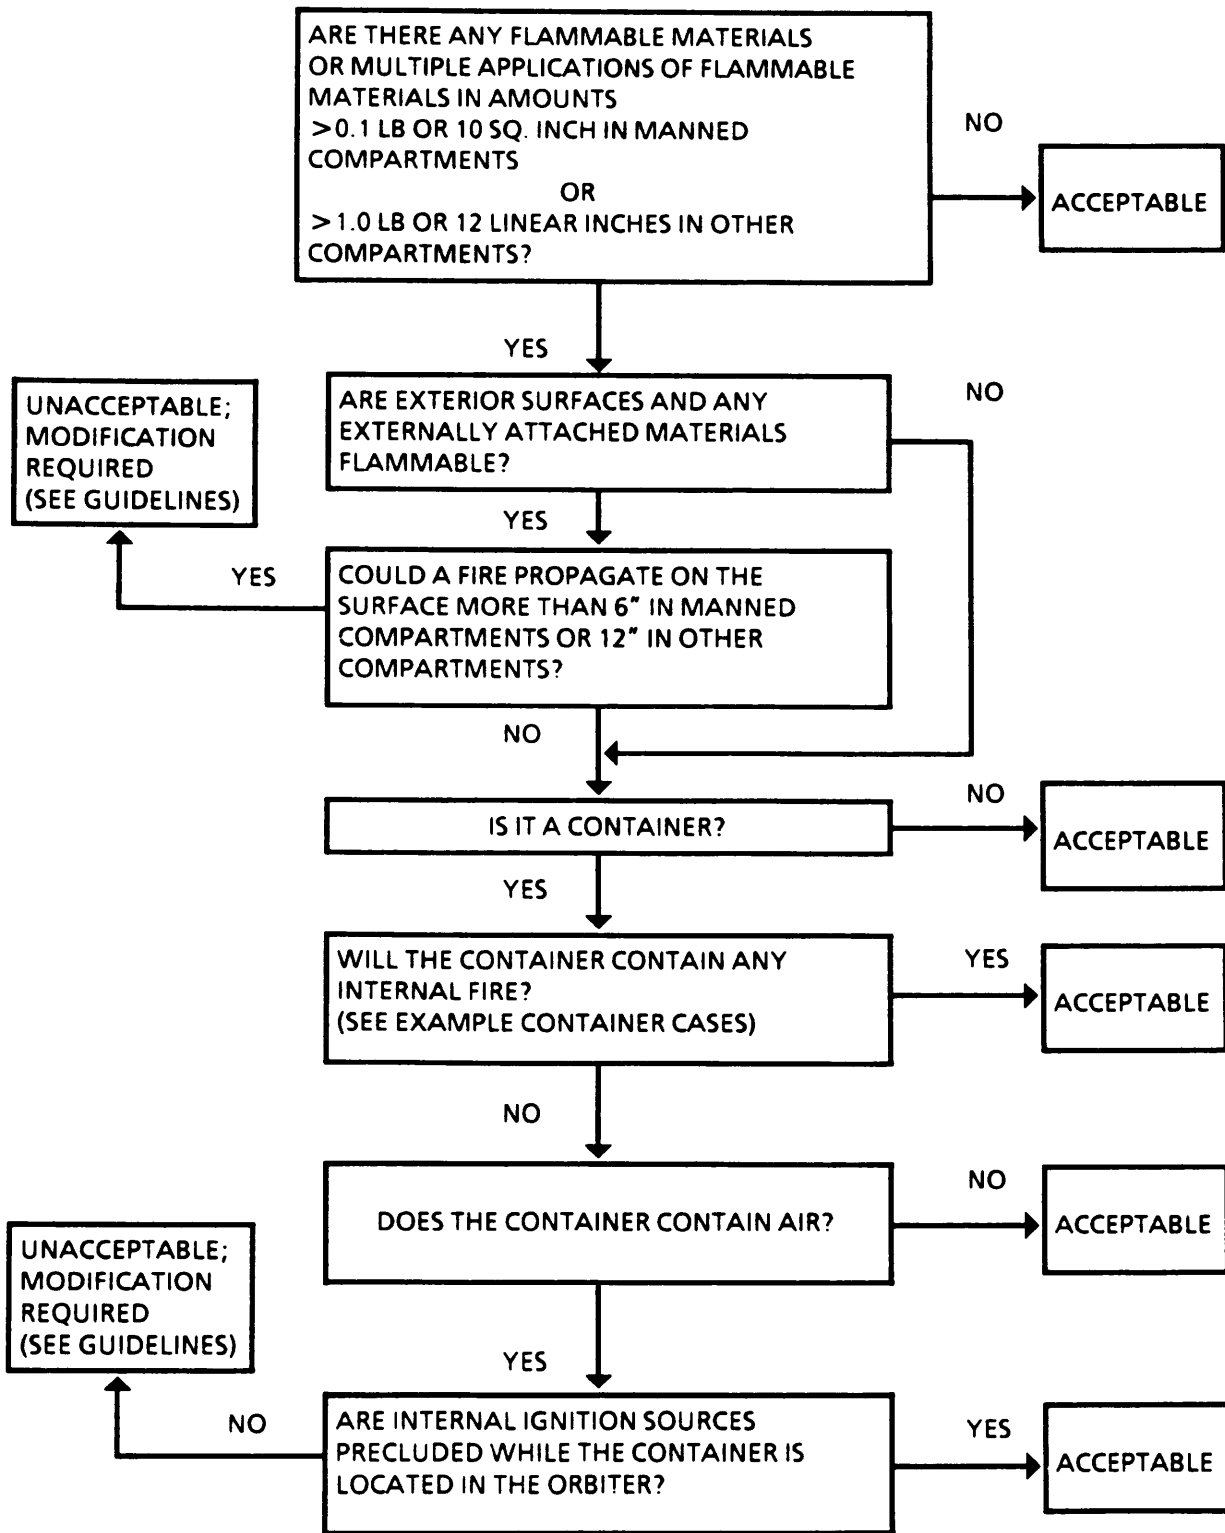 ARE THERE ANY FLAMMABLE MATERIALS
OR MULTIPLE APPLICATIONS OF FLAMMABLE
MATERIALS IN AMOUNTS
>0.1 LB OR 10 SQ. INCH IN MANNED
COMPARTMENTS
OR
>1.0 LB OR 12 LINEAR INCHES IN OTHER
COMPARTMENTS?
NO
ACCEPTABLE
YES
ARE EXTERIOR SURFACES AND ANY
EXTERNALLY ATTACHED MATERIALS
FLAMMABLE?
NO
UNACCEPTABLE;
MODIFICATION
REQUIRED
(SEE GUIDELINES)
YES
YES
COULD A FIRE PROPAGATE ON THE
SURFACE MORE THAN 6" IN MANNED
COMPARTMENTS OR 12" IN OTHER
COMPARTMENTS?
NO
IS IT A CONTAINER?
NO
ACCEPTABLE
YES
WILL THE CONTAINER CONTAIN ANY
INTERNAL FIRE?
(SEE EXAMPLE CONTAINER CASES)
YES
ACCEPTABLE
NO
DOES THE CONTAINER CONTAIN AIR?
NO
ACCEPTABLE
UNACCEPTABLE;
MODIFICATION
REQUIRED
(SEE GUIDELINES)
YES
NO
ARE INTERNAL IGNITION SOURCES
PRECLUDED WHILE THE CONTAINER IS
LOCATED IN THE ORBITER?
YES
ACCEPTABLE